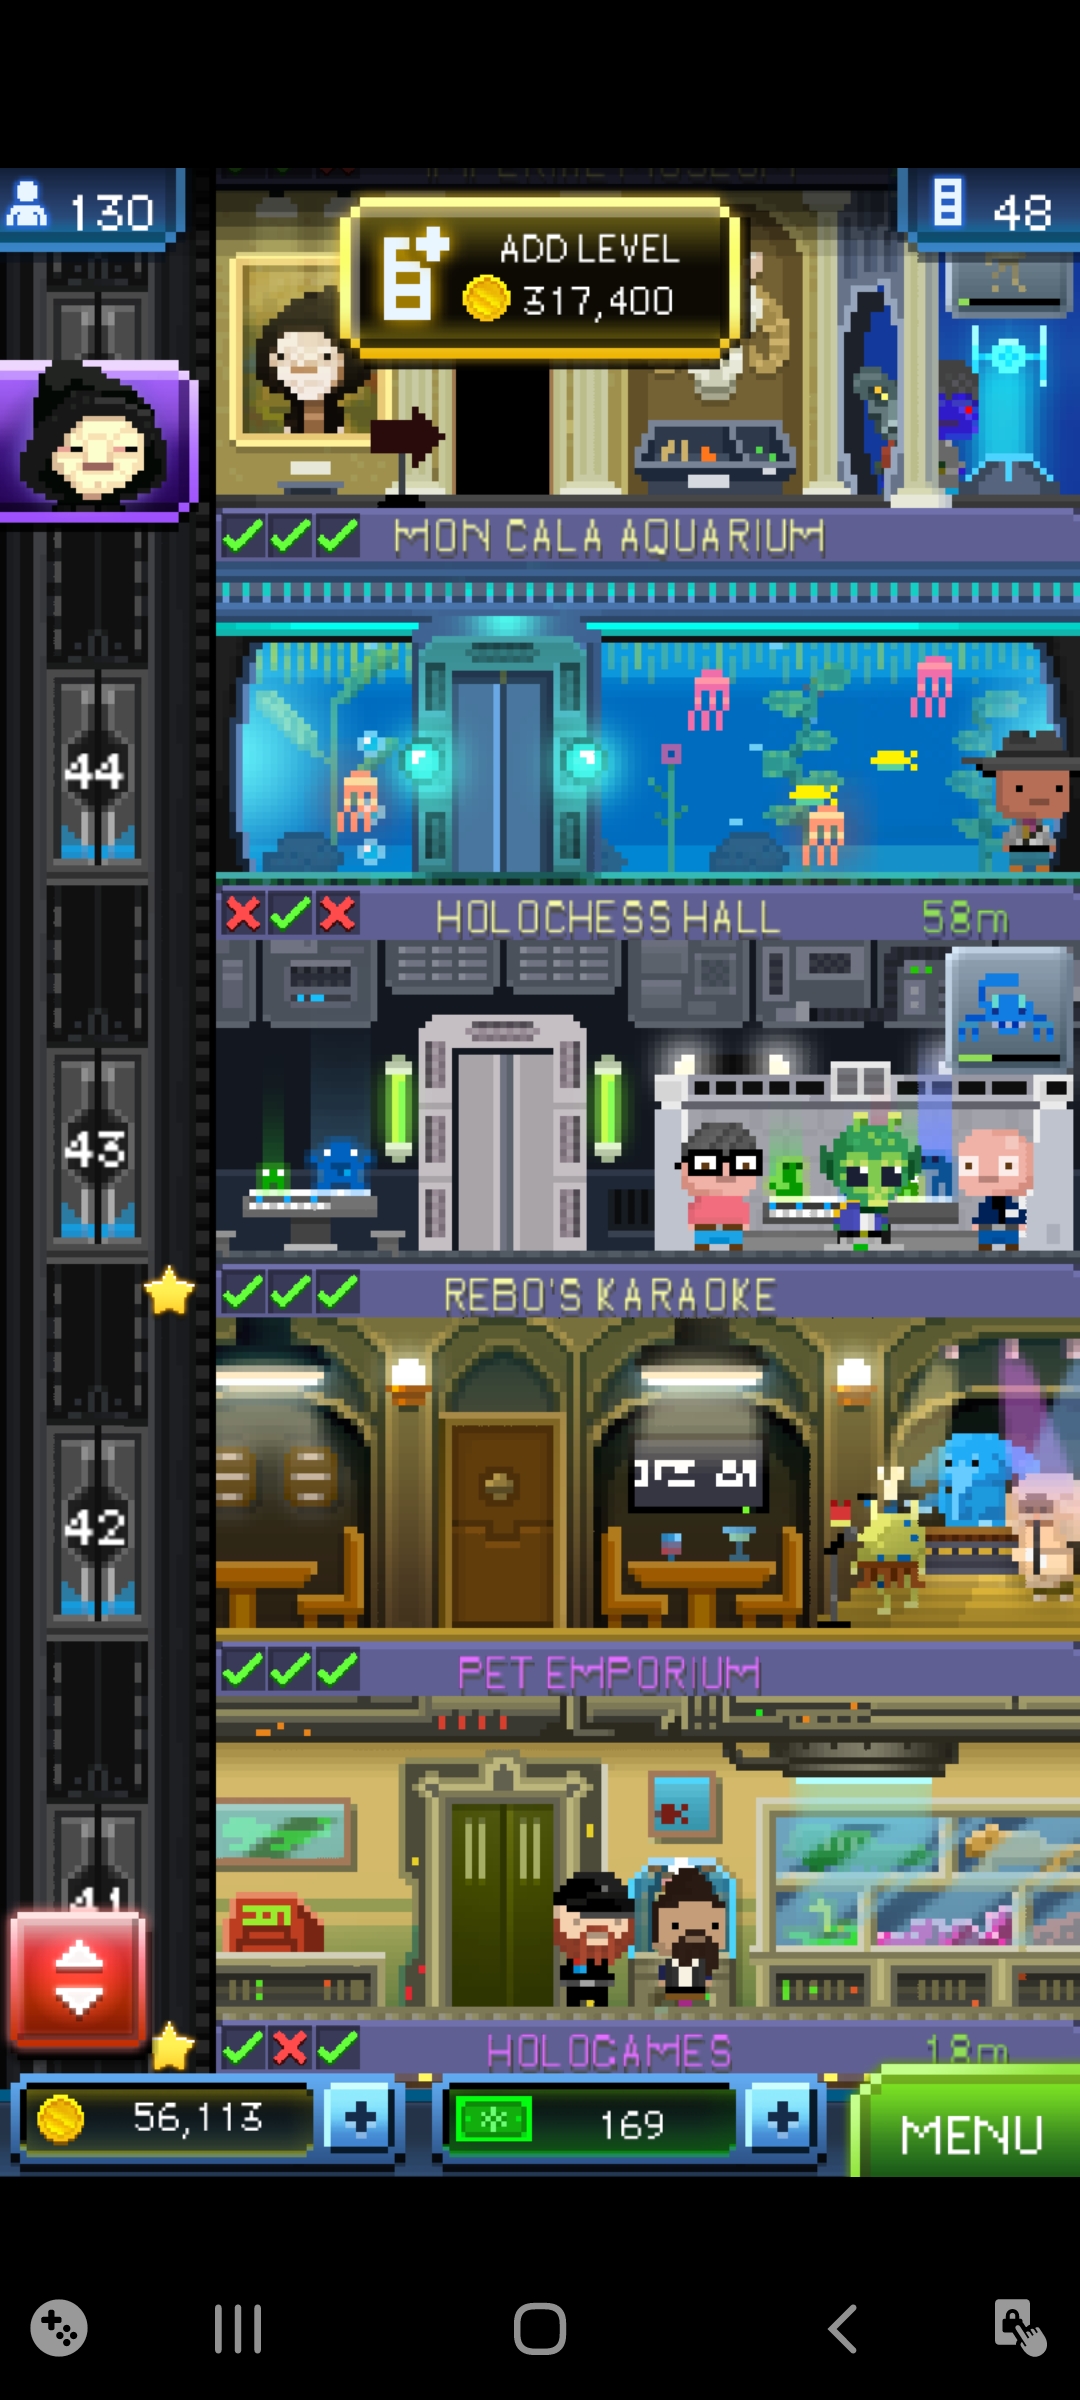 130
48
ADD LEVEL
317,400
MON CALA AQUARIUM
44
HOLOCHESS HALL 58m
43
REBO'S KARAOKE
42
PET EMPORIUM
41
HOLOGAMES 18m
56,113
169
MENU